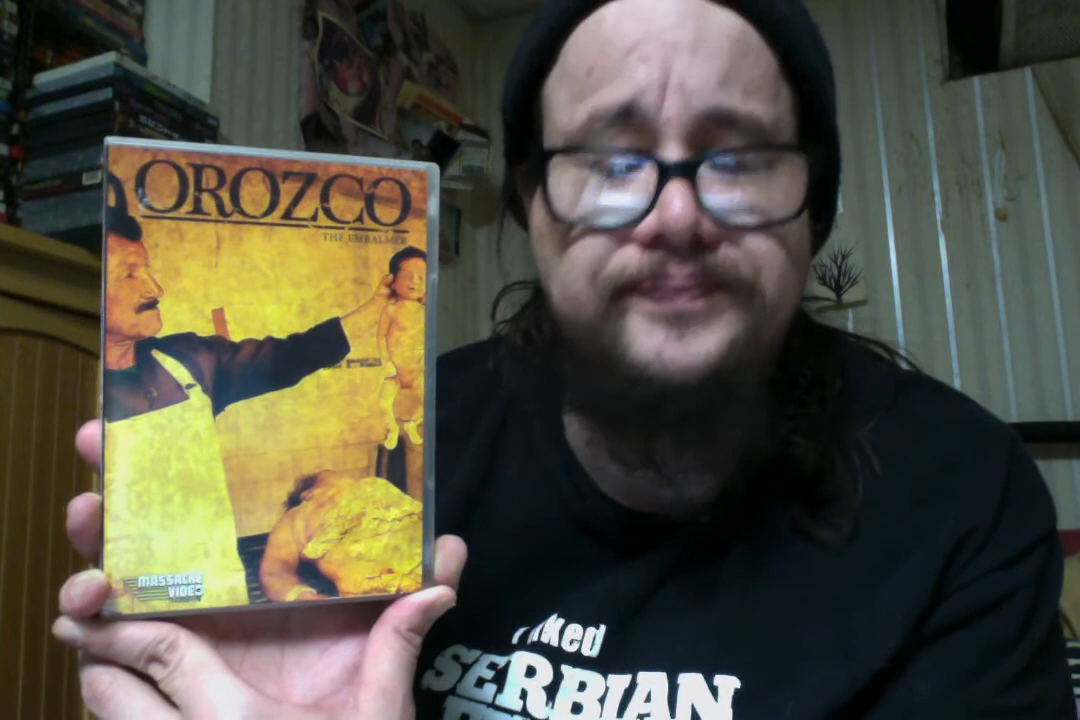 OROZCO
THE EMBALMER
MASSACRE
VIDEO
SERBIAN